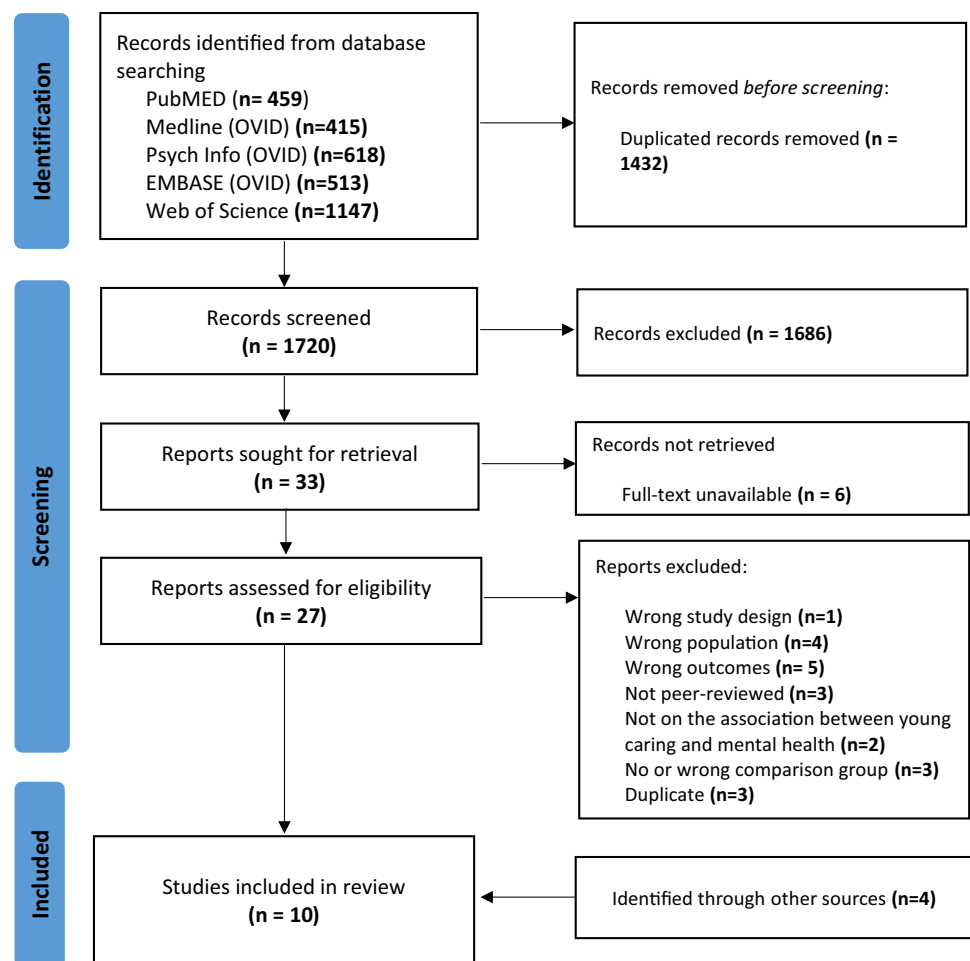 Identification
Records identified from database
searching
PubMED (n= 459)
Medline (OVID) (n=415)
Psych Info (OVID) (n=618)
EMBASE (OVID) (n=513)
Web of Science (n=1147)
Records removed before screening:
Duplicated records removed (n =
1432)
Screening
Records screened
(n = 1720)
Records excluded (n = 1686)
Reports sought for retrieval
(n = 33)
Records not retrieved
Full-text unavailable (n = 6)
Reports assessed for eligibility
(n = 27)
Reports excluded:
Wrong study design (n=1)
Wrong population (n=4)
Wrong outcomes (n= 5)
Not peer-reviewed (n=3)
Not on the association between young
caring and mental health (n=2)
No or wrong comparison group (n=3)
Duplicate (n=3)
Included
Studies included in review
(n = 10)
Identified through other sources (n=4)